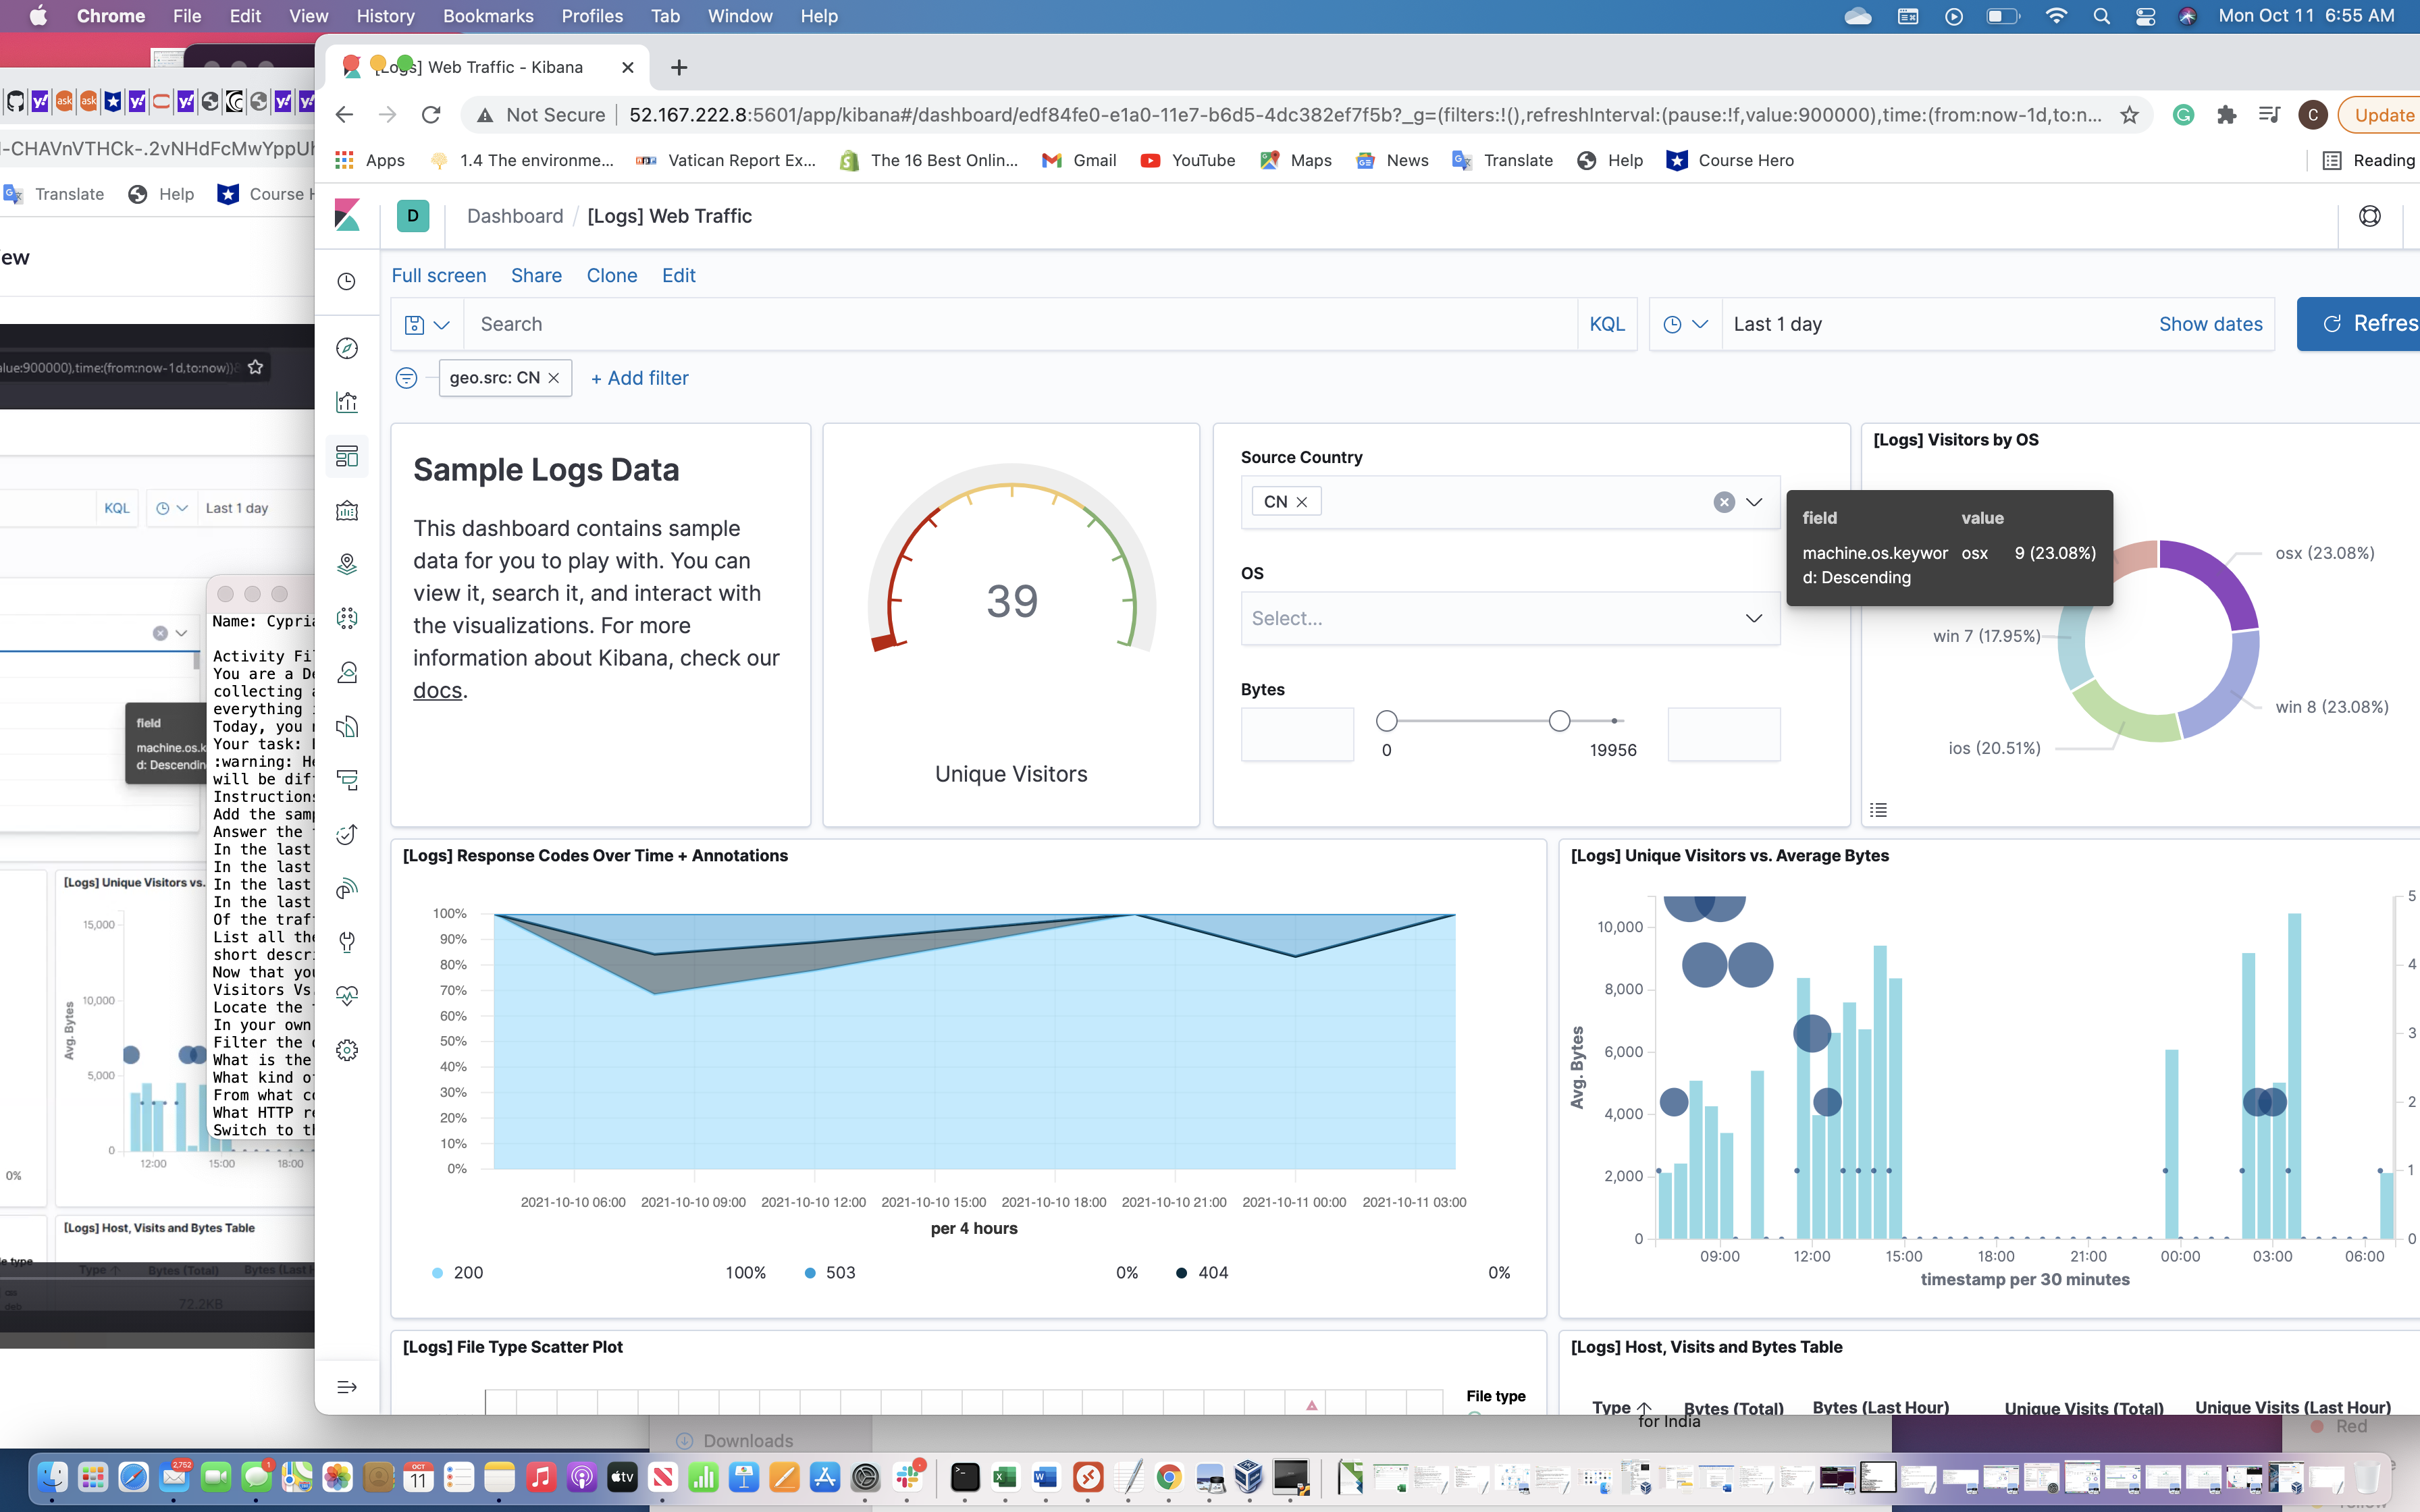 Chrome File Edit View History Bookmarks Profiles Tab Window Help
Mon Oct 11 6:55 AM
[Logs] Web Traffic - Kibana
Not Secure
52.167.222.8:5601/app/kibana#/dashboard/edf84fe0-e1a0-11e7-b6d5-4dc382ef7f5b?_g=(filters:!(),refreshInterval:(pause:!f,value:900000),time:(from:now-1d,to:n...
C
Update
Apps
1.4 The environme...
Vatican Report Ex...
The 16 Best Onlin...
Gmail
YouTube
Maps
News
Translate
Help
Course Hero
Reading
D
Dashboard / [Logs] Web Traffic
Full screen Share Clone Edit
Search
KQL
Last 1 day
Show dates
Refres
geo.src: CN
+ Add filter
Sample Logs Data
This dashboard contains sample
data for you to play with. You can
view it, search it, and interact with
the visualizations. For more
information about Kibana, check our
docs.
39
Unique Visitors
Source Country
CN
OS
Select...
Bytes
0
19956
[Logs] Visitors by OS
field value
machine.os.keywor osx 9 (23.08%)
d: Descending
osx (23.08%)
win 7 (17.95%)
win 8 (23.08%)
ios (20.51%)
[Logs] Response Codes Over Time + Annotations
100%
90%
80%
70%
60%
50%
40%
30%
20%
10%
0%
2021-10-10 06:00 2021-10-10 09:00 2021-10-10 12:00 2021-10-10 15:00 2021-10-10 18:00 2021-10-10 21:00 2021-10-11 00:00 2021-10-11 03:00
per 4 hours
200 100% 503 0% 404 0%
[Logs] Unique Visitors vs. Average Bytes
Avg. Bytes
10,000
8,000
6,000
4,000
2,000
0
5
4
3
2
1
0
09:00 12:00 15:00 18:00 21:00 00:00 03:00 06:00
timestamp per 30 minutes
[Logs] File Type Scatter Plot
File type
[Logs] Host, Visits and Bytes Table
Type Bytes (Total) Bytes (Last Hour) Unique Visits (Total) Unique Visits (Last Hour)
-CHAVnVTHCk-.2vNHdFcMwYppUh
Translate
Help
Course H
ew
alue:900000),time:(from:now-1d,to:now))
KQL
Last 1 day
field
machine.os.k
d: Descendin
Name: Cypria
Activity Fi
You are a De
collecting a
everything i
Today, you m
Your task:
:warning: He
will be dif
Instructions
Add the samp
Answer the
In the last
In the last
In the last
In the last
Of the traf
List all the
short descri
Now that you
Visitors Vs.
Locate the
In your own
Filter the
What is the
What kind o
From what co
What HTTP re
Switch to th
[Logs] Unique Visitors vs.
Avg. Bytes
15,000
10,000
5,000
0
12:00 15:00 18:00
0%
[Logs] Host, Visits and Bytes Table
e type
Type Bytes (Total) Bytes (Last H
deb
72.2KB
for India
Downloads
Red
2,752
1
OCT
11
tv